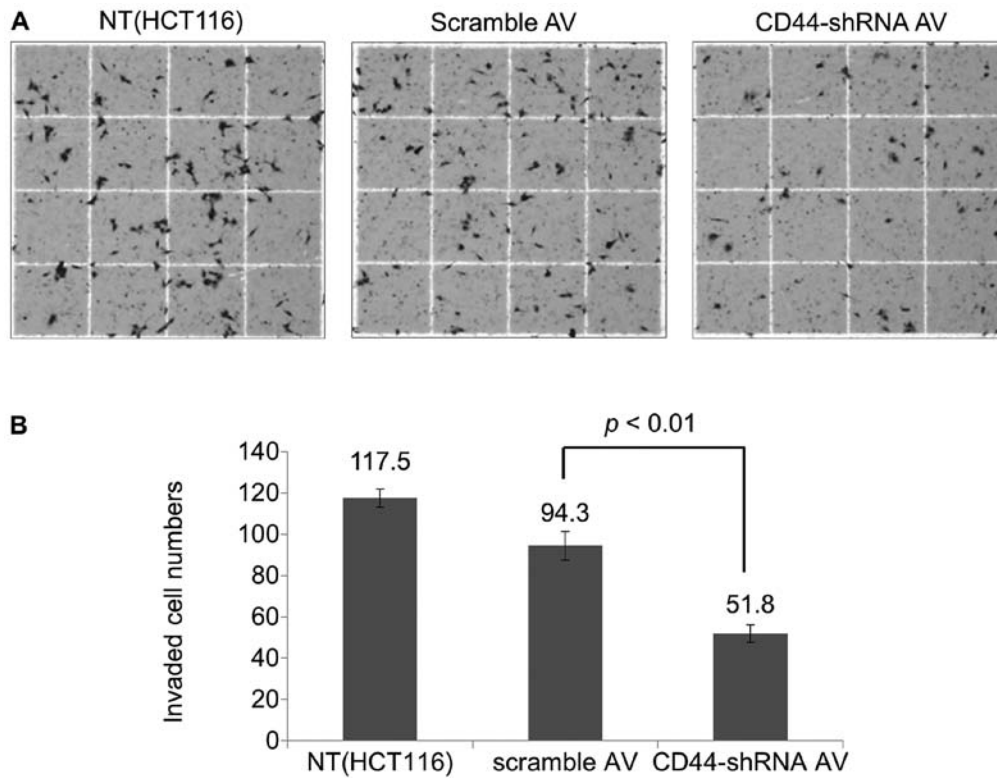 A
NT(HCT116)
Scramble AV
CD44-shRNA AV
B
p < 0.01
Invaded cell numbers
140
120
100
80
60
40
20
0
117.5
94.3
51.8
NT(HCT116)
scramble AV
CD44-shRNA AV